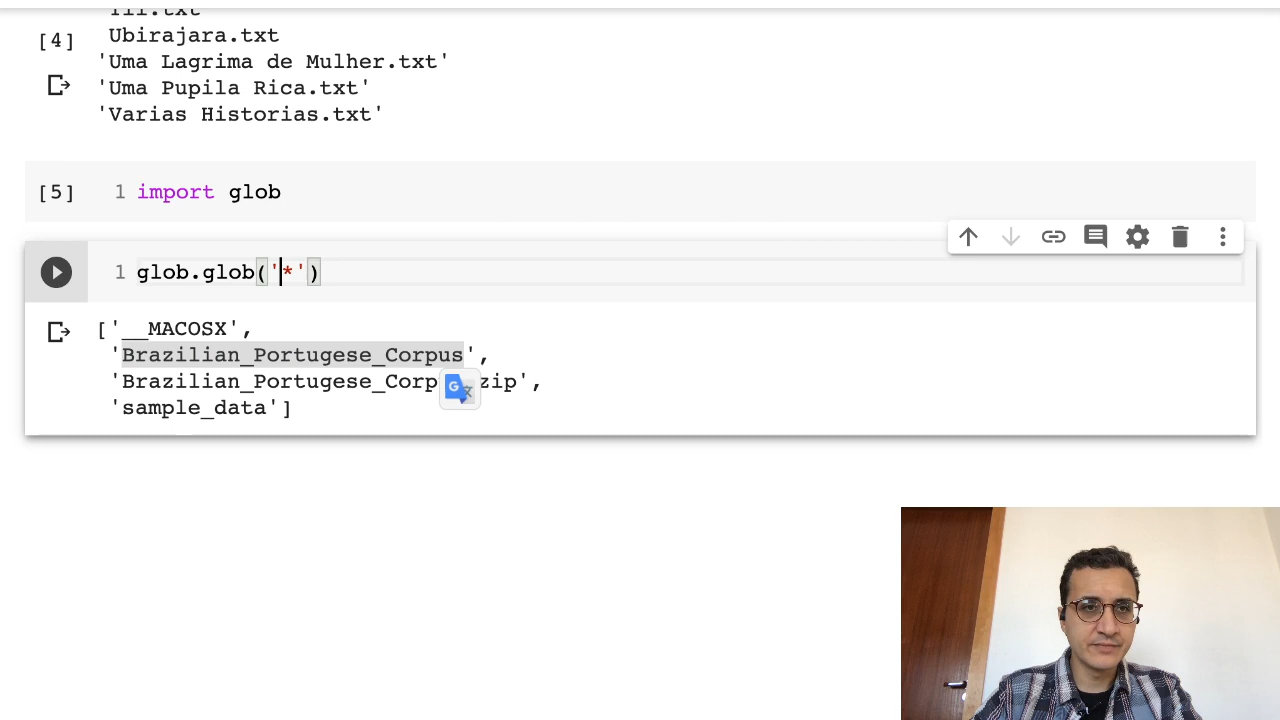 [4]
Ubirajara.txt
'Uma Lagrima de Mulher.txt'
'Uma Pupila Rica.txt'
'Varias Historias.txt'
[5] 1 import glob
1 glob.glob('*')
['__MACOSX',
'Brazilian_Portugese_Corpus',
'Brazilian_Portugese_Corp zip',
'sample_data']